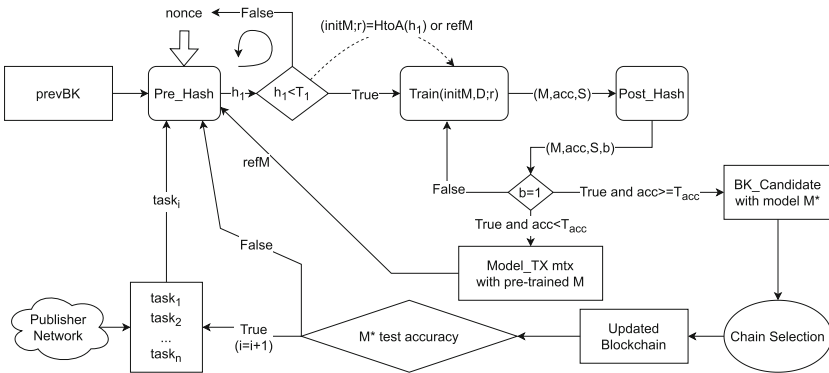 nonce
False
(initM;r)=HtoA(h1) or refM
prevBK
Pre_Hash
h1
h1<T1
True
Train(initM,D;r)
(M,acc,S)
Post_Hash
(M,acc,S,b)
refM
False
b=1
True and acc>=Tacc
BK_Candidate
with model M*
taski
True and acc<Tacc
False
Model_TX mtx
with pre-trained M
Publisher
Network
task1
task2
...
taskn
True
(i=i+1)
M* test accuracy
Updated
Blockchain
Chain Selection